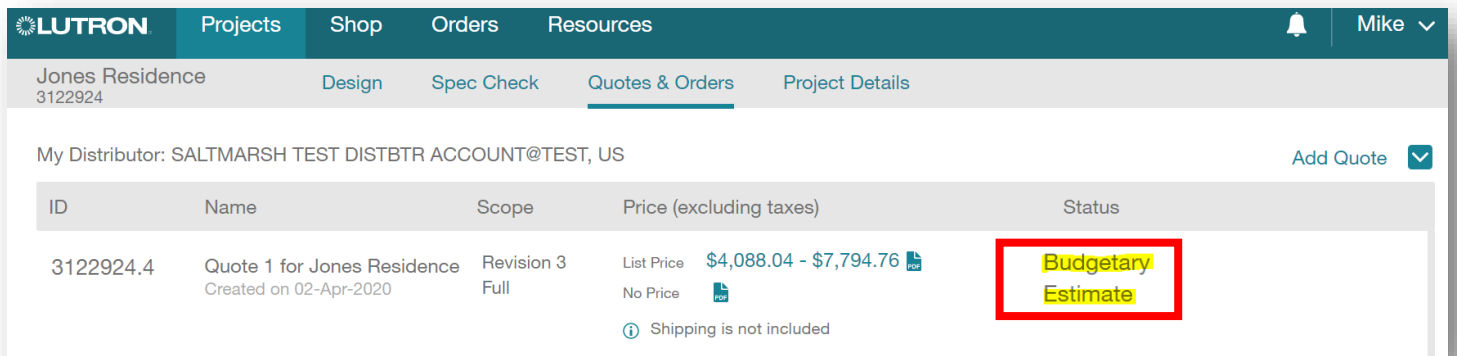 LUTRON. Projects Shop Orders Resources Mike
Jones Residence Design Spec Check Quotes & Orders Project Details
3122924
My Distributor: SALTMARSH TEST DISTBTR ACCOUNT@TEST, US Add Quote
ID Name Scope Price (excluding taxes) Status
3122924.4 Quote 1 for Jones Residence Revision 3 List Price $4,088.04 - $7,794.76 PDF Budgetary
Created on 02-Apr-2020 Full No Price PDF Estimate
Shipping is not included